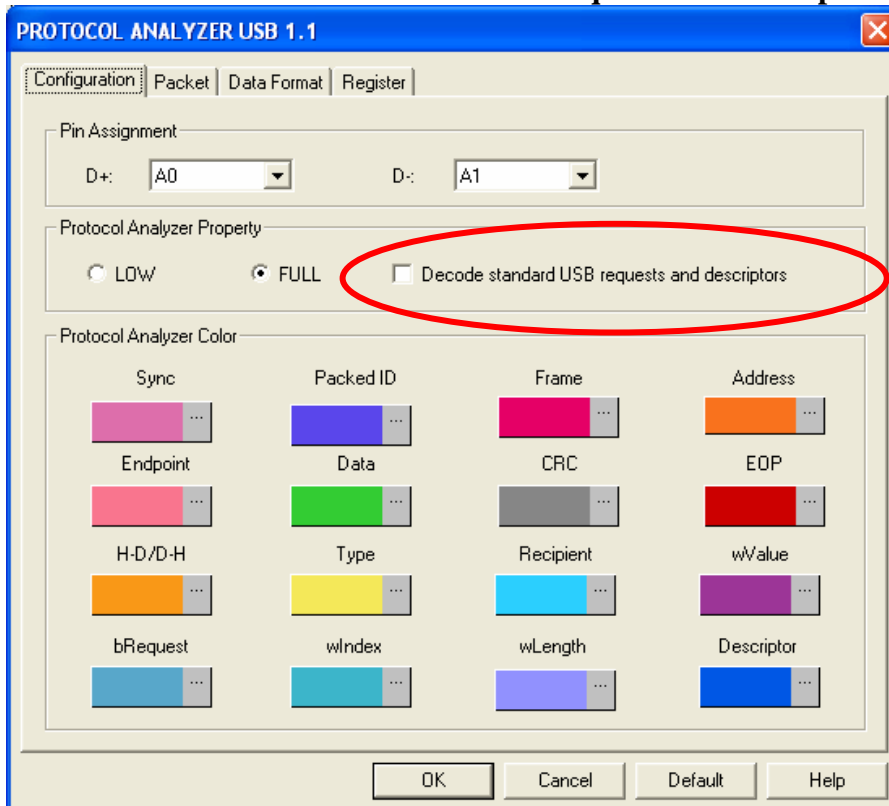 PROTOCOL ANALYZER USB 1.1
Configuration Packet Data Format Register
Pin Assignment
D+: A0 D-: A1
Protocol Analyzer Property
LOW FULL Decode standard USB requests and descriptors
Protocol Analyzer Color
Sync Packed ID Frame Address
... ... ... ...
Endpoint Data CRC EOP
... ... ... ...
H-D/D-H Type Recipient wValue
... ... ... ...
bRequest wIndex wLength Descriptor
... ... ... ...
OK Cancel Default Help